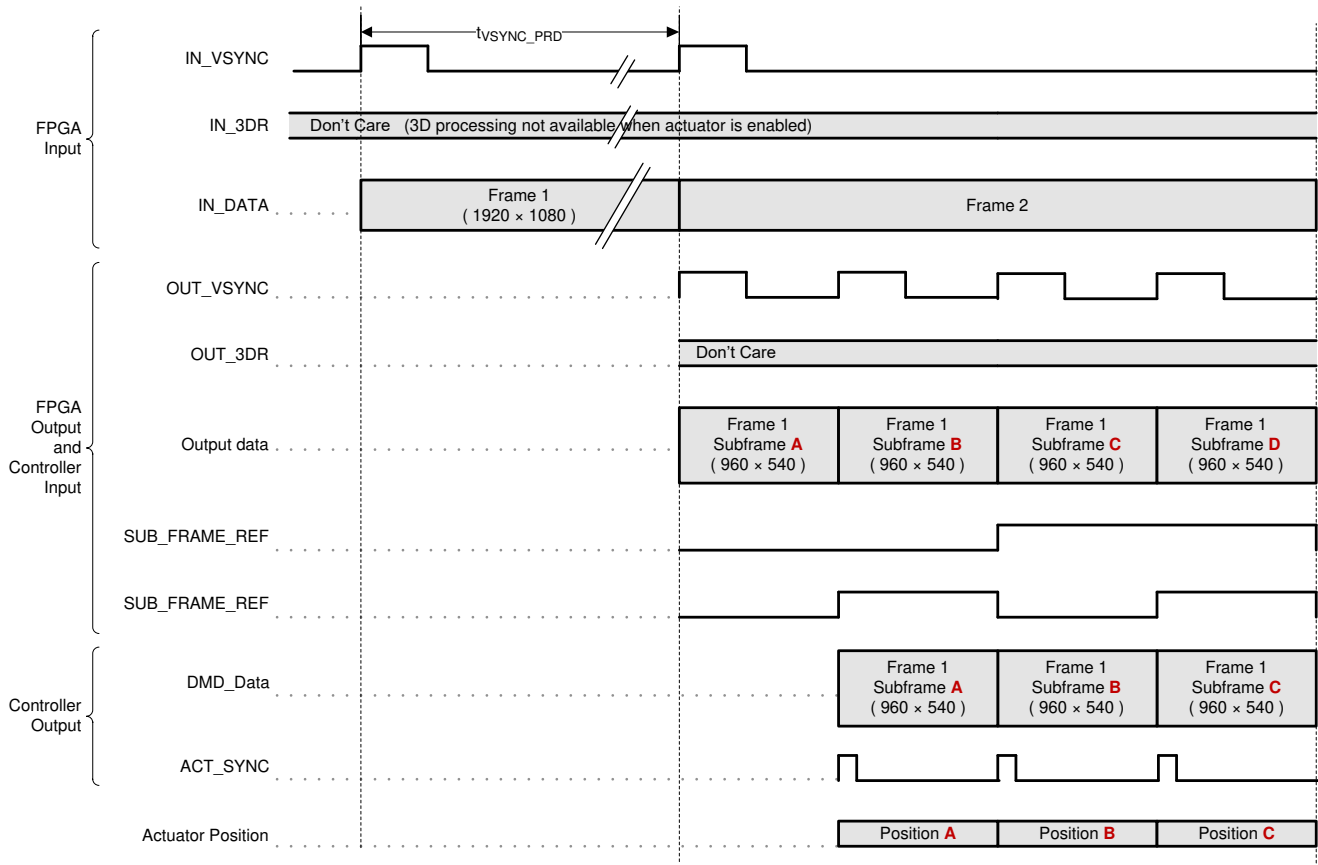 tVSYNC_PRD
IN_VSYNC
FPGA
Input
IN_3DR
Don't Care (3D processing not available when actuator is enabled)
IN_DATA
Frame 1
( 1920 × 1080 )
Frame 2
FPGA
Output
and
Controller
Input
OUT_VSYNC
OUT_3DR
Don't Care
Output data
Frame 1
Subframe A
( 960 × 540 )
Frame 1
Subframe B
( 960 × 540 )
Frame 1
Subframe C
( 960 × 540 )
Frame 1
Subframe D
( 960 × 540 )
SUB_FRAME_REF
SUB_FRAME_REF
Controller
Output
DMD_Data
Frame 1
Subframe A
( 960 × 540 )
Frame 1
Subframe B
( 960 × 540 )
Frame 1
Subframe C
( 960 × 540 )
ACT_SYNC
Actuator Position
Position A
Position B
Position C